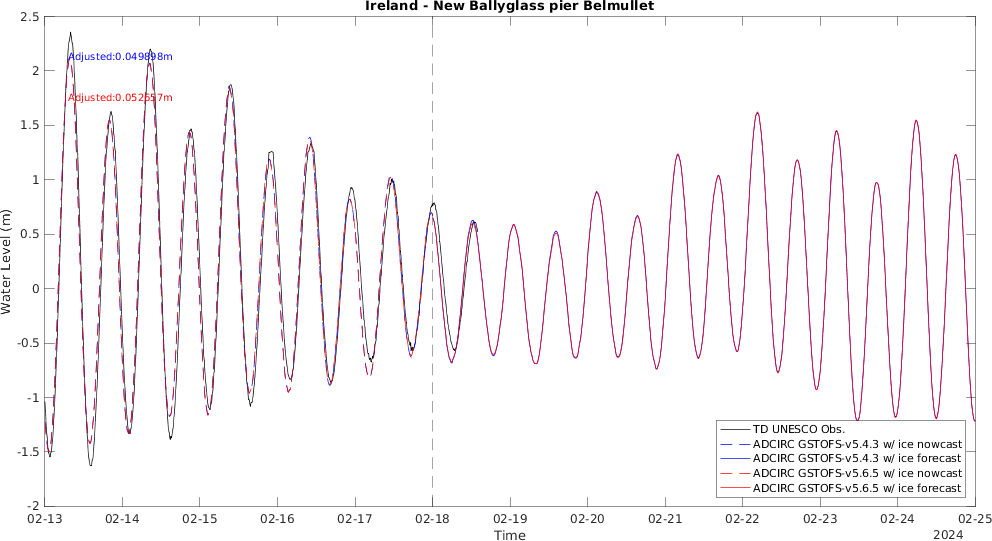 Ireland - New Ballyglass pier Belmullet
2.5
2
1.5
1
0.5
0
-0.5
-1
-1.5
-2
Water Level (m)
Adjusted:0.049898m
TD UNESCO Obs.
ADCIRC GSTOFS-v5.4.3 w/ ice nowcast
ADCIRC GSTOFS-v5.4.3 w/ ice forecast
ADCIRC GSTOFS-v5.6.5 w/ ice nowcast
ADCIRC GSTOFS-v5.6.5 w/ ice forecast
02-13 02-14 02-15 02-16 02-17 02-18 02-19 02-20 02-21 02-22 02-23 02-24 02-25
Time
2024